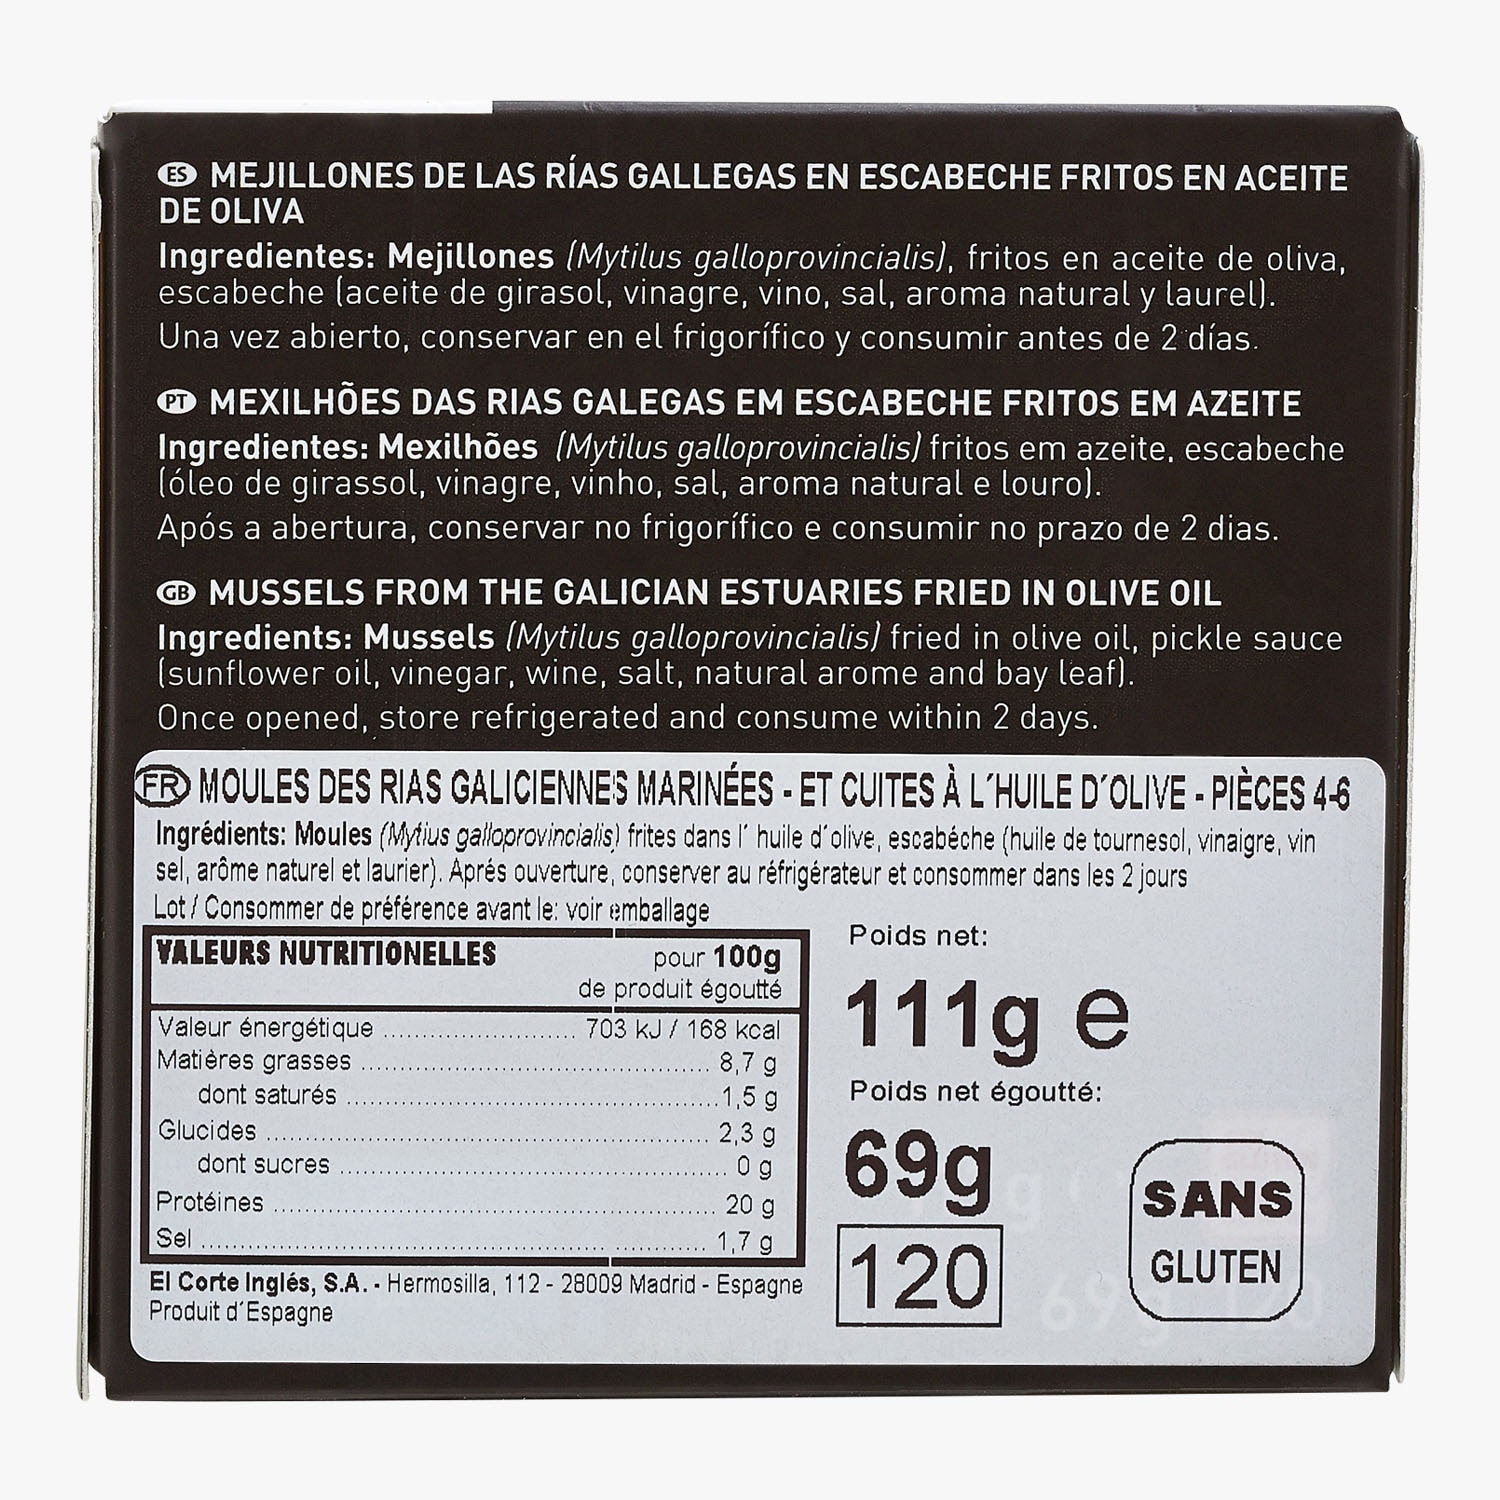 ES MEJILLONES DE LAS RÍAS GALLEGAS EN ESCABECHE FRITOS EN ACEITE
DE OLIVA
Ingredientes: Mejillones (Mytilus galloprovincialis), fritos en aceite de oliva,
escabeche (aceite de girasol, vinagre, vino, sal, aroma natural y laurel).
Una vez abierto, conservar en el frigorífico y consumir antes de 2 días.
PT MEXILHÕES DAS RIAS GALEGAS EM ESCABECHE FRITOS EM AZEITE
Ingredientes: Mexilhões (Mytilus galloprovincialis) fritos em azeite, escabeche
(óleo de girassol, vinagre, vinho, sal, aroma natural e louro).
Após a abertura, conservar no frigorífico e consumir no prazo de 2 dias.
GB MUSSELS FROM THE GALICIAN ESTUARIES FRIED IN OLIVE OIL
Ingredients: Mussels (Mytilus galloprovincialis) fried in olive oil, pickle sauce
(sunflower oil, vinegar, wine, salt, natural arome and bay leaf).
Once opened, store refrigerated and consume within 2 days.
FR MOULES DES RIAS GALICIENNES MARINÉES - ET CUITES À L´HUILE D´OLIVE - PIÈCES 4-6
Ingrédients: Moules (Mytius galloprovincialis) frites dans l´ huile d´olive, escabéche (huile de tournesol, vinaigre, vin
sel, arôme naturel et laurier). Aprés ouverture, conserver au réfrigérateur et consommer dans les 2 jours
Lot / Consommer de préférence avant le: voir emballage
VALEURS NUTRITIONELLES pour 100g
de produit égoutté
Valeur énergétique ........................ 703 kJ / 168 kcal
Matières grasses ........................ 8,7 g
dont saturés ........................ 1,5 g
Glucides ........................ 2,3 g
dont sucres ........................ 0 g
Protéines ........................ 20 g
Sel ........................ 1,7 g
El Corte Inglés, S.A. - Hermosilla, 112 - 28009 Madrid - Espagne
Produit d´Espagne
Poids net:
111g e
Poids net égoutté:
69g
120
SANS
GLUTEN